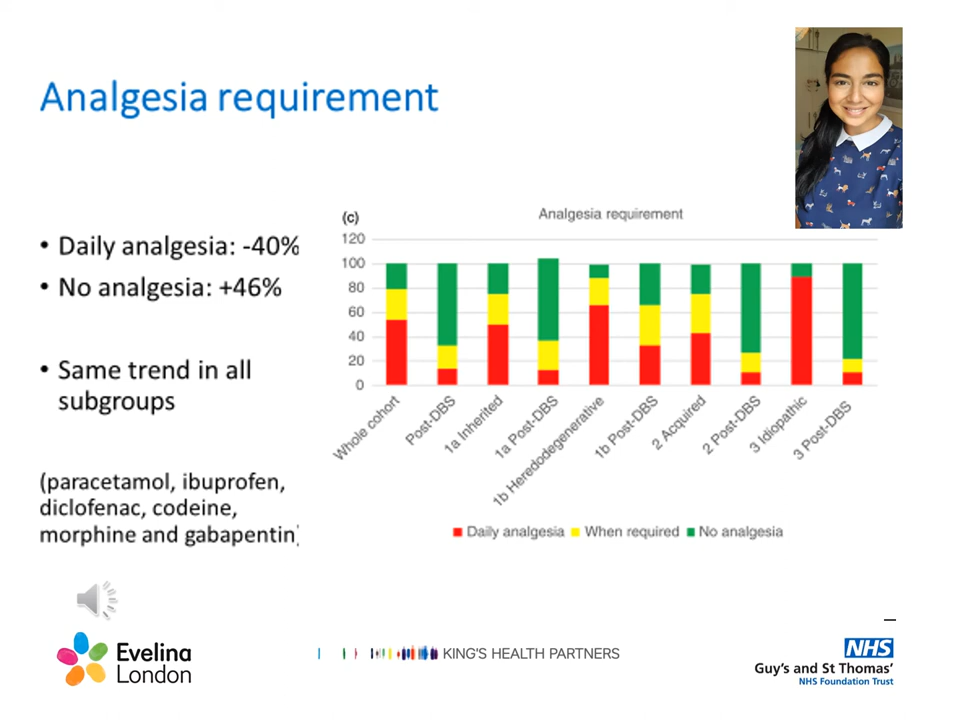 Analgesia requirement
• Daily analgesia: -40%
• No analgesia: +46%
• Same trend in all
subgroups
(paracetamol, ibuprofen,
diclofenac, codeine,
morphine and gabapentin)
(c)
Analgesia requirement
120
100
80
60
40
20
0
Whole cohort
Post-DBS
1a Inherited
1a Post-DBS
1b Heredodegenerative
1b Post-DBS
2 Acquired
2 Post-DBS
3 Idiopathic
3 Post-DBS
Daily analgesia When required No analgesia
Evelina
London
KING'S HEALTH PARTNERS
NHS
Guy's and St Thomas'
NHS Foundation Trust